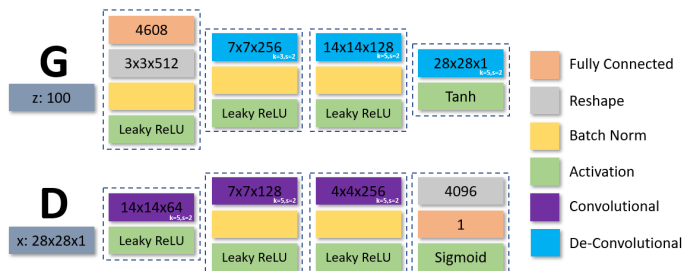 G
z: 100
4608
3x3x512
Leaky ReLU
7x7x256
k=3,s=2
Leaky ReLU
14x14x128
k=5,s=2
Leaky ReLU
28x28x1
k=5,s=2
Tanh
D
x: 28x28x1
14x14x64
k=5,s=2
Leaky ReLU
7x7x128
k=5,s=2
Leaky ReLU
4x4x256
k=5,s=2
Leaky ReLU
4096
1
Sigmoid
Fully Connected
Reshape
Batch Norm
Activation
Convolutional
De-Convolutional